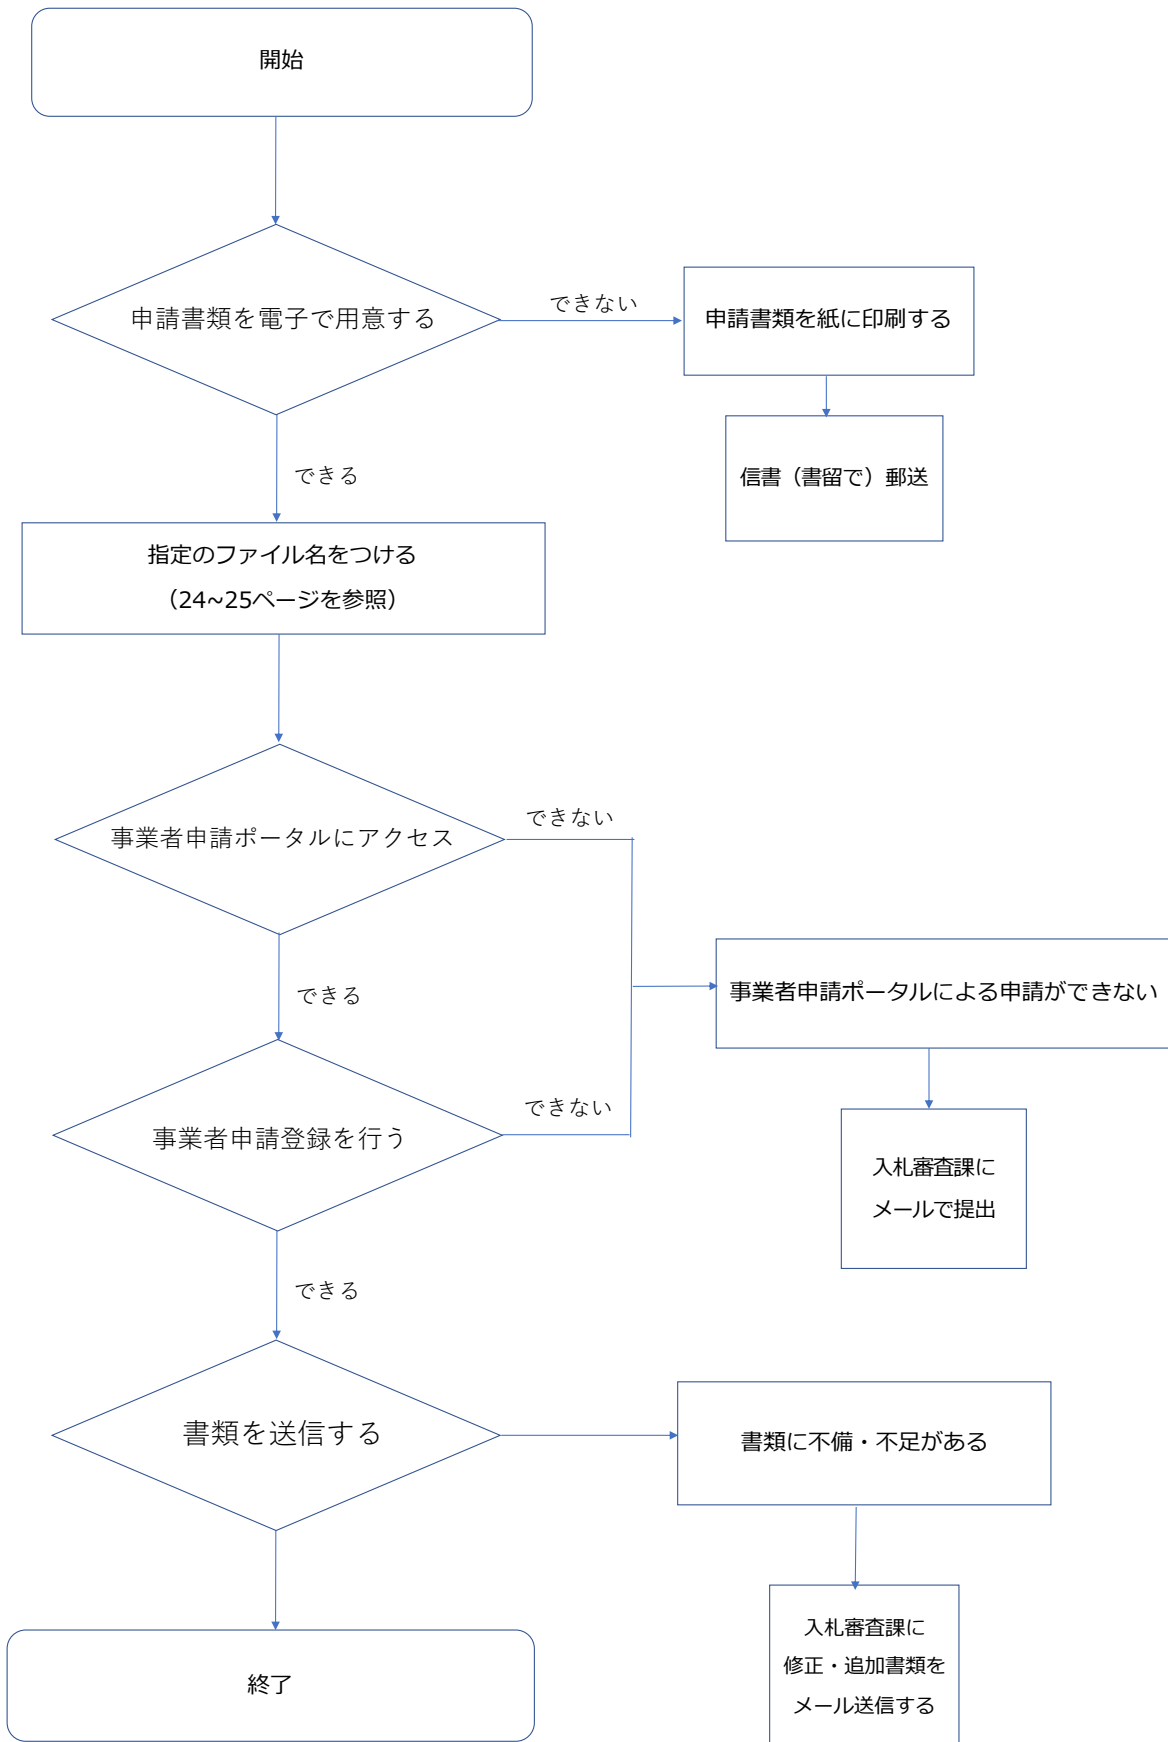 開始
申請書類を電子で用意する
できない
申請書類を紙に印刷する
信書（書留で）郵送
できる
指定のファイル名をつける
（24~25ページを参照）
事業者申請ポータルにアクセス
できない
できる
事業者申請ポータルによる申請ができない
事業者申請登録を行う
できない
入札審査課に
メールで提出
できる
書類を送信する
書類に不備・不足がある
入札審査課に
修正・追加書類を
メール送信する
終了